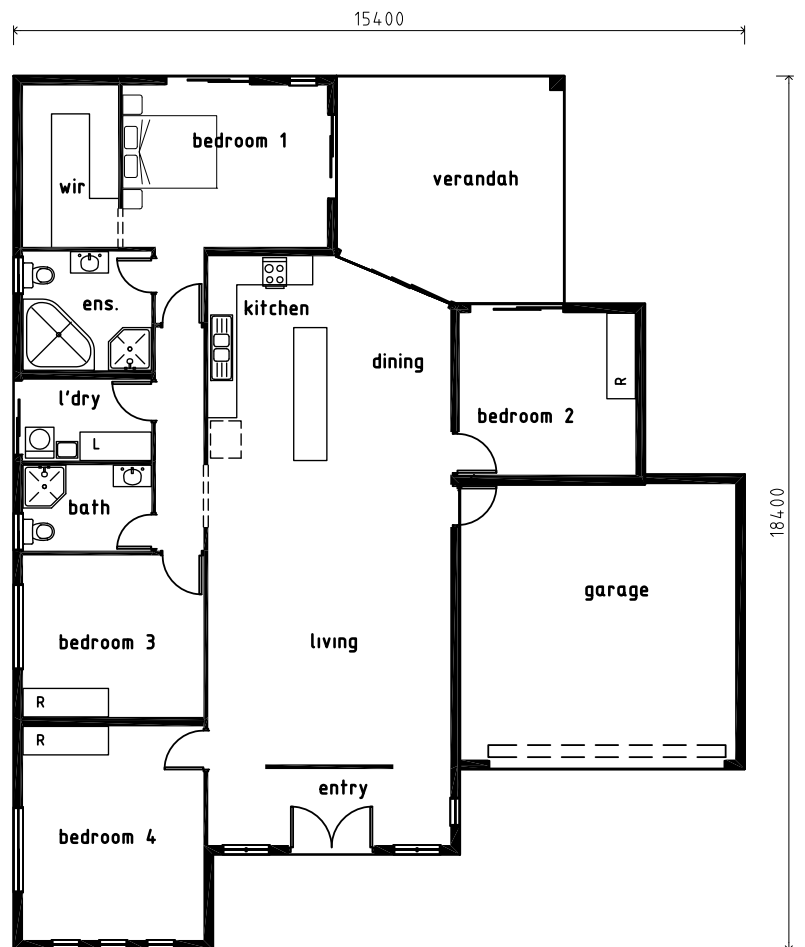 15400
bedroom 1
verandah
wir
ens.
kitchen
dining
l'dry
R
bedroom 2
L
bath
18400
garage
bedroom 3
living
R
R
entry
bedroom 4